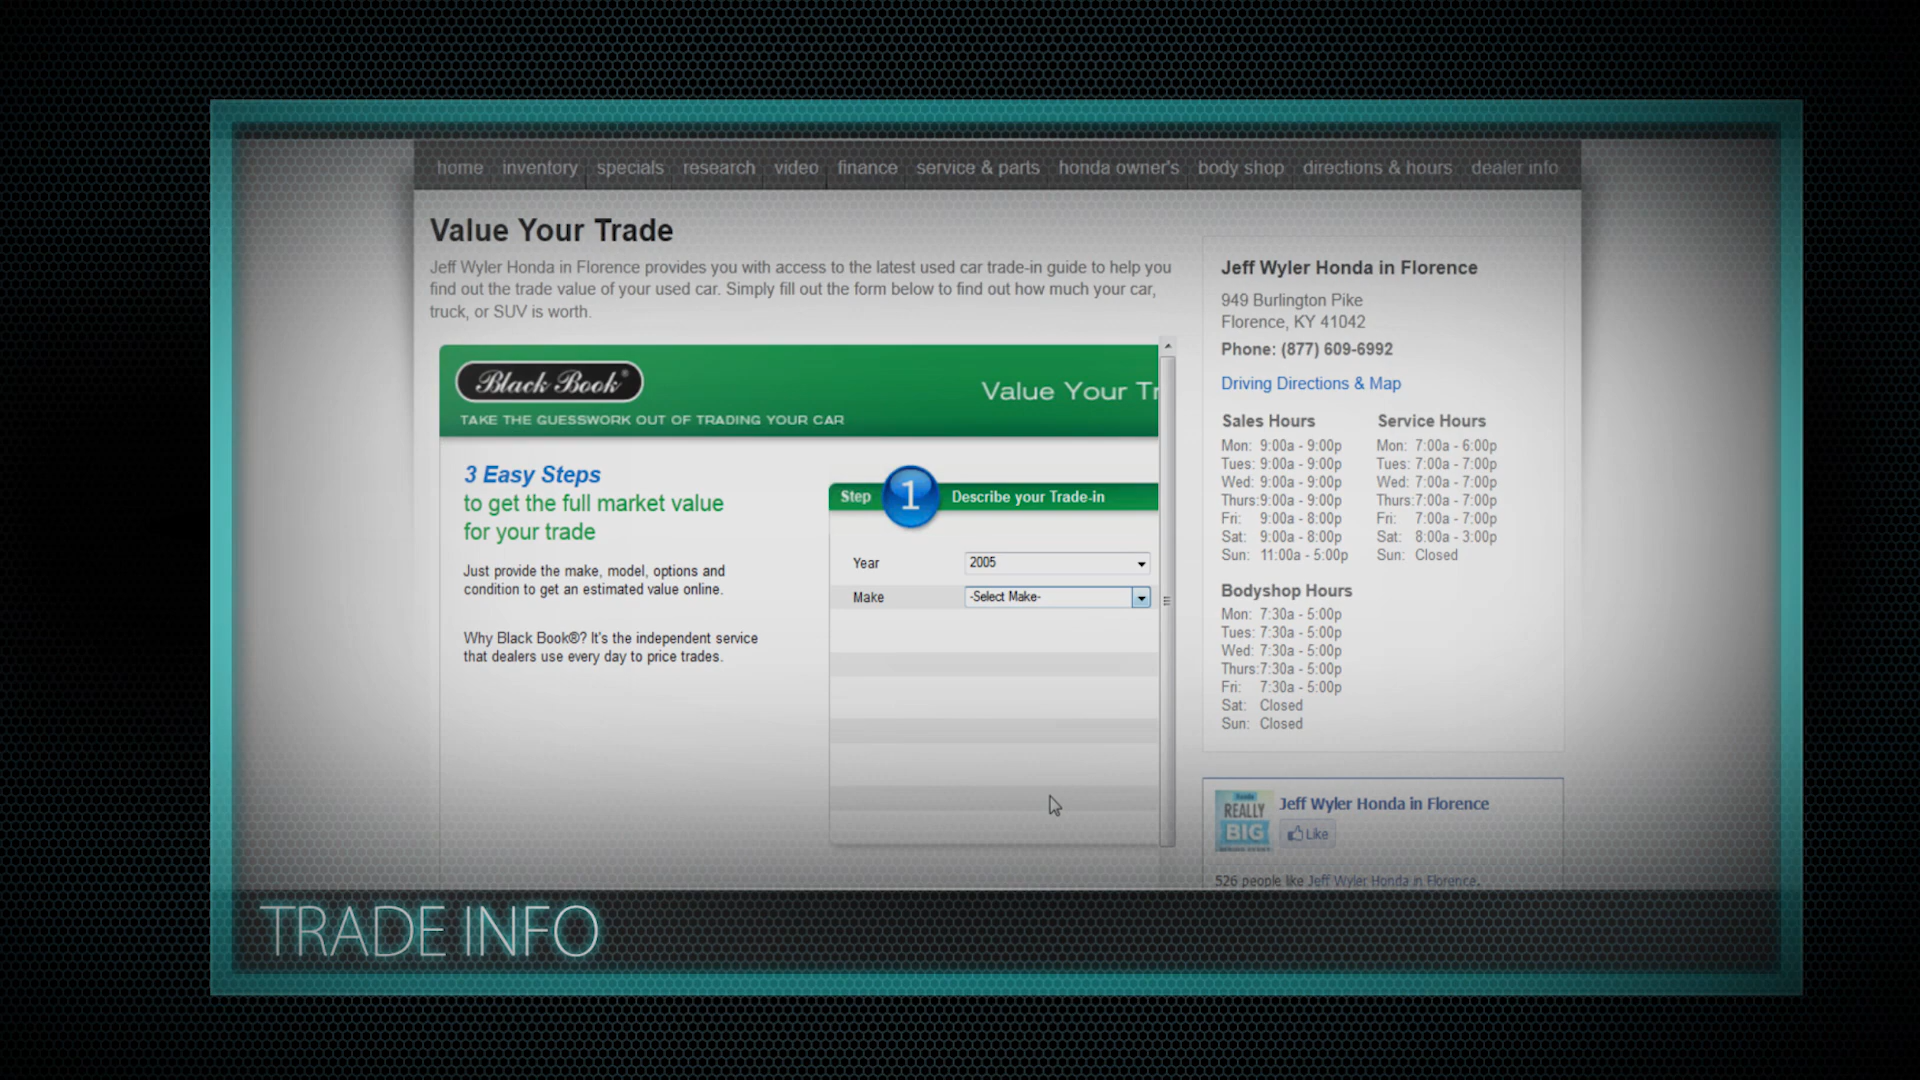 home inventory specials research video finance service & parts honda owner's body shop directions & hours dealer info
Value Your Trade
Jeff Wyler Honda in Florence provides you with access to the latest used car trade-in guide to help you
find out the trade value of your used car. Simply fill out the form below to find out how much your car,
truck, or SUV is worth.
Black Book®
Value Your Tr
TAKE THE GUESSWORK OUT OF TRADING YOUR CAR
3 Easy Steps
to get the full market value
for your trade
Just provide the make, model, options and
condition to get an estimated value online.
Why Black Book®? It's the independent service
that dealers use every day to price trades.
Step 1 Describe your Trade-in
Year 2005
Make -Select Make-
Jeff Wyler Honda in Florence
949 Burlington Pike
Florence, KY 41042
Phone: (877) 609-6992
Driving Directions & Map
Sales Hours
Mon: 9:00a - 9:00p
Tues: 9:00a - 9:00p
Wed: 9:00a - 9:00p
Thurs: 9:00a - 9:00p
Fri: 9:00a - 8:00p
Sat: 9:00a - 8:00p
Sun: 11:00a - 5:00p
Service Hours
Mon: 7:00a - 6:00p
Tues: 7:00a - 7:00p
Wed: 7:00a - 7:00p
Thurs: 7:00a - 7:00p
Fri: 7:00a - 7:00p
Sat: 8:00a - 3:00p
Sun: Closed
Bodyshop Hours
Mon: 7:30a - 5:00p
Tues: 7:30a - 5:00p
Wed: 7:30a - 5:00p
Thurs: 7:30a - 5:00p
Fri: 7:30a - 5:00p
Sat: Closed
Sun: Closed
REALLY
BIG
Jeff Wyler Honda in Florence
Like
526 people like Jeff Wyler Honda in Florence.
TRADE INFO